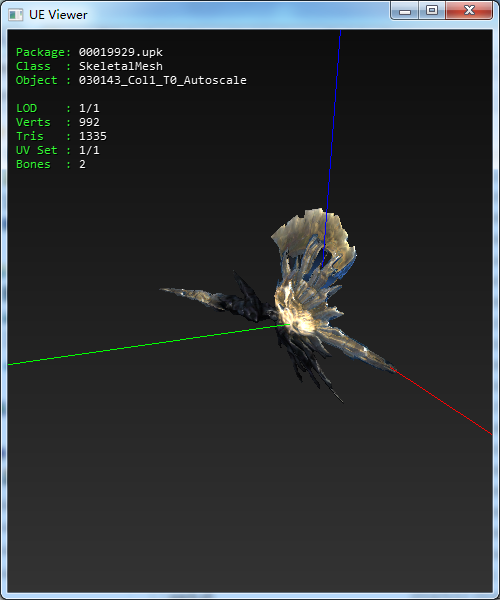 UE Viewer
Package: 00019929.upk
Class  : SkeletalMesh
Object : 030143_Col1_T0_Autoscale
LOD    : 1/1
Verts  : 992
Tris   : 1335
UV Set : 1/1
Bones  : 2